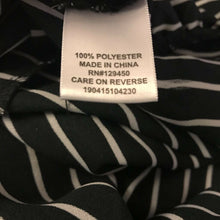 100% POLYESTER
MADE IN CHINA
RN#129450
CARE ON REVERSE
190415104230